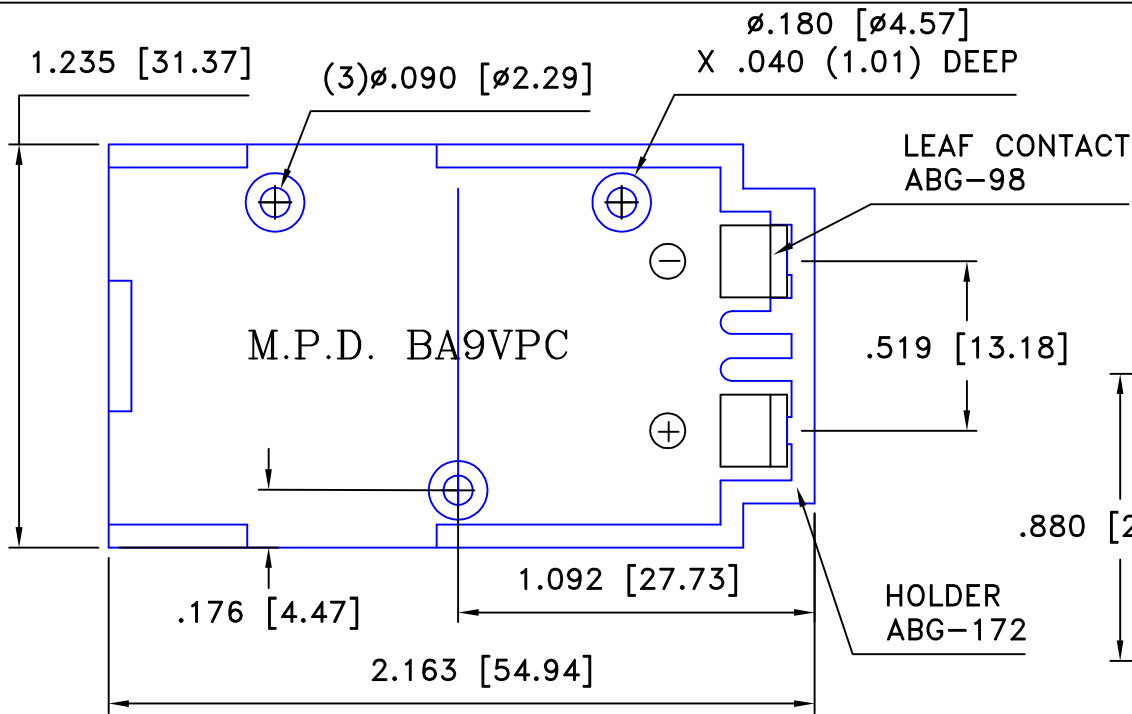 ø.180 [ø4.57]
X .040 (1.01) DEEP
1.235 [31.37]
(3)ø.090 [ø2.29]
LEAF CONTACT
ABG-98
−
M.P.D. BA9VPC
.519 [13.18]
+
.880 [2
1.092 [27.73]
.176 [4.47]
HOLDER
ABG-172
2.163 [54.94]